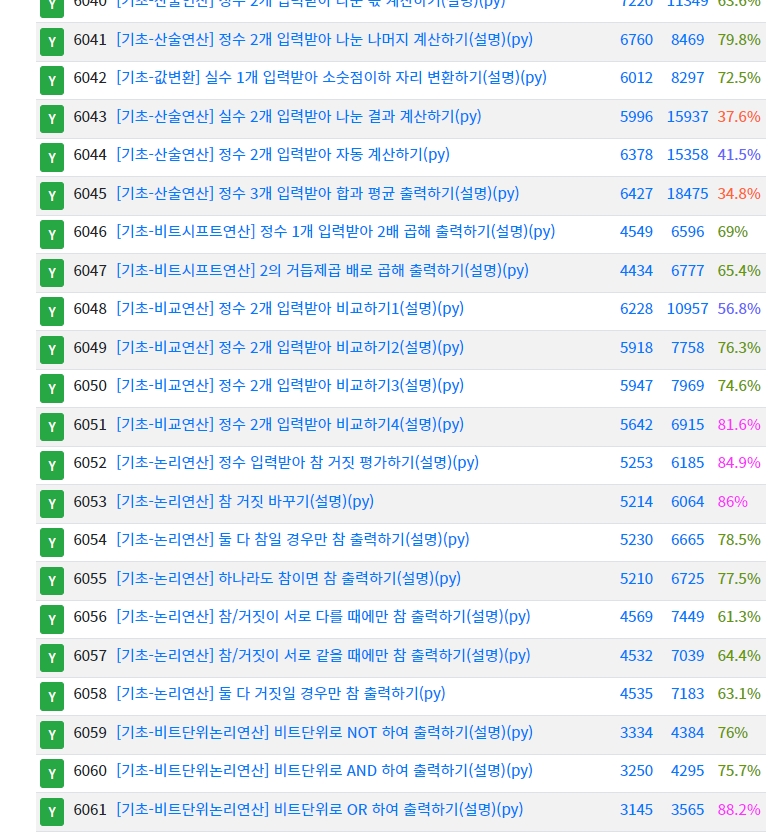 Y 6040 [기초-산술연산] 정수 2개 입력받아 나눈 몫 계산하기(설명)(py) 7220 11349 63.6%
Y 6041 [기초-산술연산] 정수 2개 입력받아 나눈 나머지 계산하기(설명)(py) 6760 8469 79.8%
Y 6042 [기초-값변환] 실수 1개 입력받아 소숫점이하 자리 변환하기(설명)(py) 6012 8297 72.5%
Y 6043 [기초-산술연산] 실수 2개 입력받아 나눈 결과 계산하기(py) 5996 15937 37.6%
Y 6044 [기초-산술연산] 정수 2개 입력받아 자동 계산하기(py) 6378 15358 41.5%
Y 6045 [기초-산술연산] 정수 3개 입력받아 합과 평균 출력하기(설명)(py) 6427 18475 34.8%
Y 6046 [기초-비트시프트연산] 정수 1개 입력받아 2배 곱해 출력하기(설명)(py) 4549 6596 69%
Y 6047 [기초-비트시프트연산] 2의 거듭제곱 배로 곱해 출력하기(설명)(py) 4434 6777 65.4%
Y 6048 [기초-비교연산] 정수 2개 입력받아 비교하기1(설명)(py) 6228 10957 56.8%
Y 6049 [기초-비교연산] 정수 2개 입력받아 비교하기2(설명)(py) 5918 7758 76.3%
Y 6050 [기초-비교연산] 정수 2개 입력받아 비교하기3(설명)(py) 5947 7969 74.6%
Y 6051 [기초-비교연산] 정수 2개 입력받아 비교하기4(설명)(py) 5642 6915 81.6%
Y 6052 [기초-논리연산] 정수 입력받아 참 거짓 평가하기(설명)(py) 5253 6185 84.9%
Y 6053 [기초-논리연산] 참 거짓 바꾸기(설명)(py) 5214 6064 86%
Y 6054 [기초-논리연산] 둘 다 참일 경우만 참 출력하기(설명)(py) 5230 6665 78.5%
Y 6055 [기초-논리연산] 하나라도 참이면 참 출력하기(설명)(py) 5210 6725 77.5%
Y 6056 [기초-논리연산] 참/거짓이 서로 다를 때에만 참 출력하기(설명)(py) 4569 7449 61.3%
Y 6057 [기초-논리연산] 참/거짓이 서로 같을 때에만 참 출력하기(설명)(py) 4532 7039 64.4%
Y 6058 [기초-논리연산] 둘 다 거짓일 경우만 참 출력하기(py) 4535 7183 63.1%
Y 6059 [기초-비트단위논리연산] 비트단위로 NOT 하여 출력하기(설명)(py) 3334 4384 76%
Y 6060 [기초-비트단위논리연산] 비트단위로 AND 하여 출력하기(설명)(py) 3250 4295 75.7%
Y 6061 [기초-비트단위논리연산] 비트단위로 OR 하여 출력하기(설명)(py) 3145 3565 88.2%